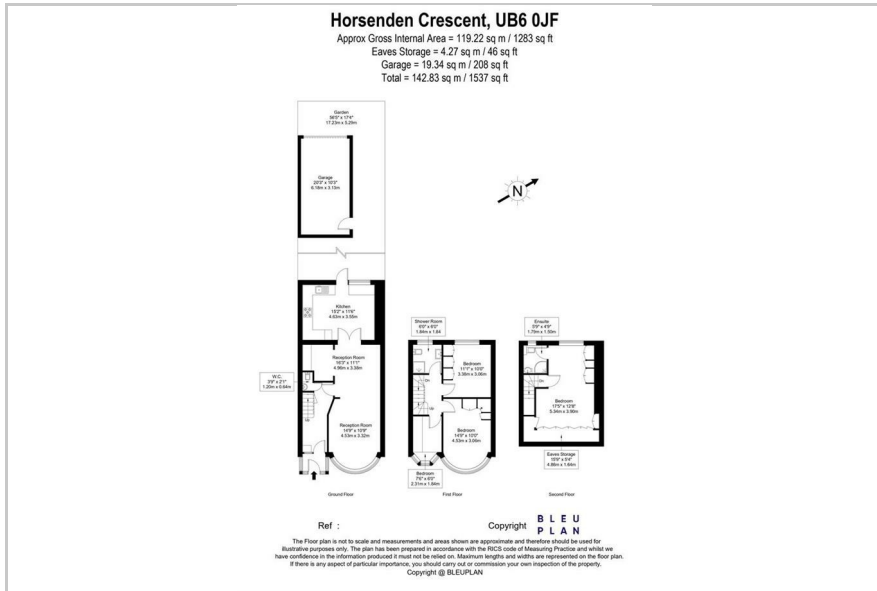 Horsenden Crescent, UB6 0JF
Approx Gross Internal Area = 119.22 sq m / 1283 sq ft
Eaves Storage = 4.27 sq m / 46 sq ft
Garage = 19.34 sq m / 208 sq ft
Total = 142.83 sq m / 1537 sq ft
Garden
56'5" x 17'4"
17.23m x 5.29m
Garage
20'3" x 10'3"
6.18m x 3.13m
N
Kitchen
15'2" x 11'8"
4.63m x 3.55m
Reception Room
16'3" x 11'1"
4.96m x 3.38m
W.C.
3'9" x 2'1"
1.20m x 0.64m
Up
Reception Room
14'9" x 10'9"
4.53m x 3.32m
Ground Floor
Shower Room
6'0" x 6'0"
1.84m x 1.84
Bedroom
11'1" x 10'0"
3.38m x 3.06m
Dn
Up
Bedroom
14'9" x 10'0"
4.53m x 3.06m
Bedroom
7'6" x 6'0"
2.31m x 1.84m
First Floor
Ensuite
5'9" x 4'9"
1.79m x 1.50m
Dn
Bedroom
17'5" x 12'8"
5.34m x 3.90m
Eaves Storage
4.88m x 1.64m
Second Floor
Ref :
Copyright
BLEU
PLAN
The Floor plan is not to scale and measurements and areas shown are approximate and therefore should be used for
illustrative purposes only. The plan has been prepared in accordance with the RICS code of Measuring Practice and whilst we
have confidence in the information produced it must not be relied on. Maximum lengths and widths are represented on the floor plan.
If there is any aspect of particular importance, you should carry out or commission your own inspection of the property.
Copyright @ BLEUPLAN